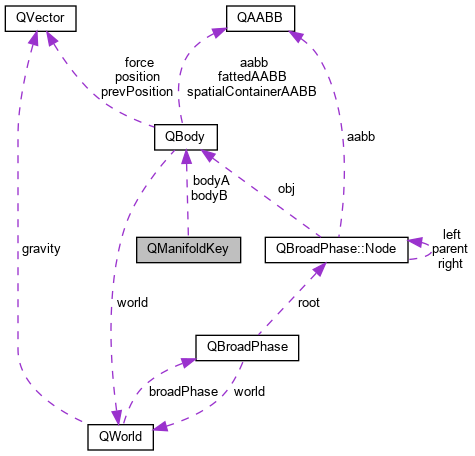 QVector
QAABB
force
position
prevPosition
aabb
fattedAABB
spatialContainerAABB
QBody
aabb
bodyA
bodyB
obj
QManifoldKey
QBroadPhase::Node
left
parent
right
gravity
world
root
QBroadPhase
broadPhase
world
QWorld